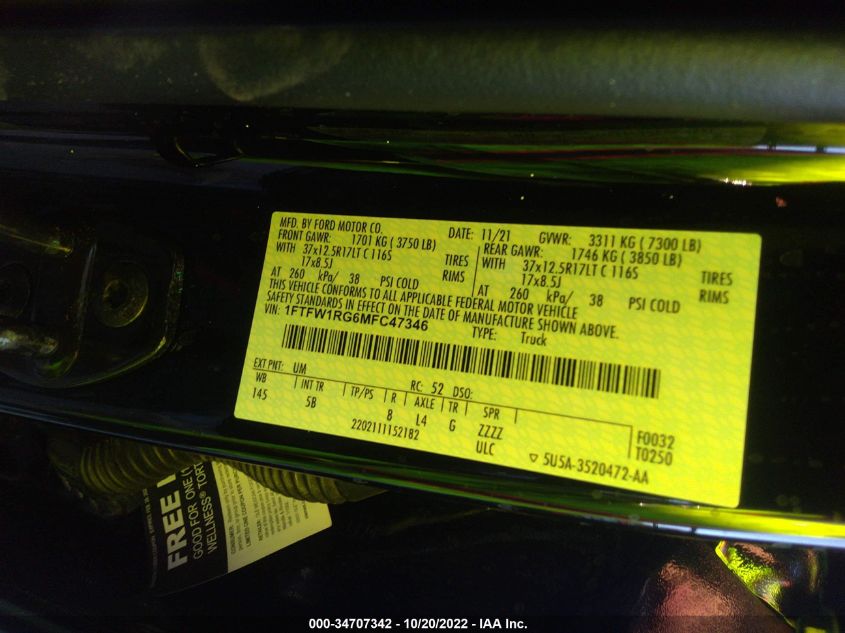 MFD. BY FORD MOTOR CO. DATE: 11/21 GVWR: 3311 KG ( 7300 LB)
FRONT GAWR: 1701 KG ( 3750 LB) REAR GAWR: 1746 KG ( 3850 LB)
WITH 37x12.5R17LT C 116S TIRES WITH 37x12.5R17LT C 116S TIRES
17x8.5J RIMS 17x8.5J RIMS
AT 260 kPa/ 38 PSI COLD AT 260 kPa/ 38 PSI COLD
THIS VEHICLE CONFORMS TO ALL APPLICABLE FEDERAL MOTOR VEHICLE
SAFETY STANDARDS IN EFFECT ON THE DATE OF MANUFACTURE SHOWN ABOVE.
VIN: 1FTFW1RG6MFC47346 TYPE: Truck
EXT PNT: UM RC: 52 DSO:
WB INT TR TP/PS R AXLE TR SPR
145 5B 8 L4 G ZZZZ F0032
2202111152182 ULC T0250
▽ 5U5A-3520472-AA
FREE
GOOD FOR ONE
WELLNESS® TORT
000-34707342 - 10/20/2022 - IAA Inc.